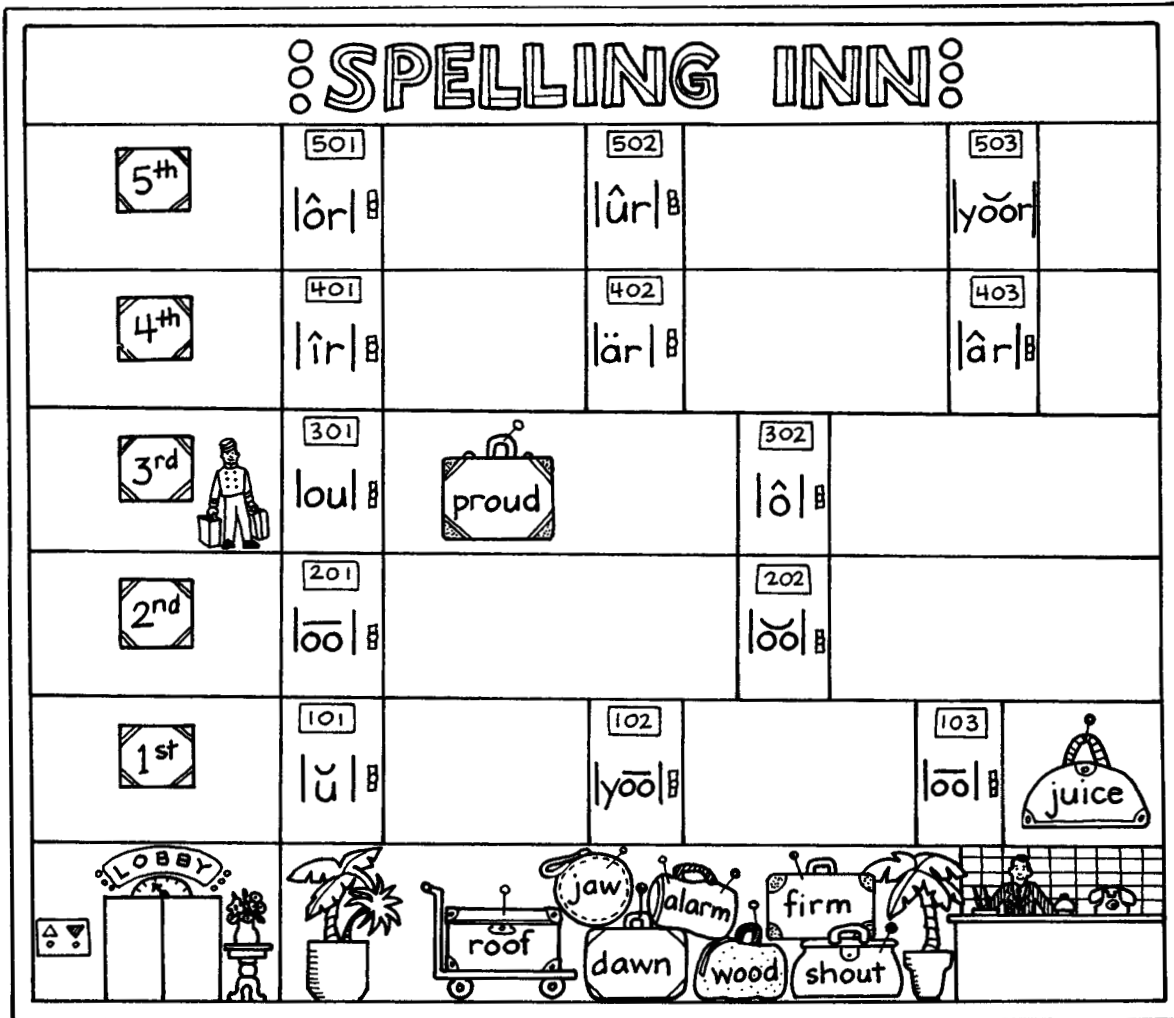 SPELLING INN
5th 501 |ôr| 502 |ûr| 503 |yo͝or|
4th 401 |îr| 402 |är| 403 |âr|
3rd 301 |ou| proud 302 |ô|
2nd 201 |o͞o| 202 |o͝o|
1st 101 |ŭ| 102 |yo͞o| 103 |o͞o| juice
LOBBY
jaw alarm firm
roof dawn wood shout